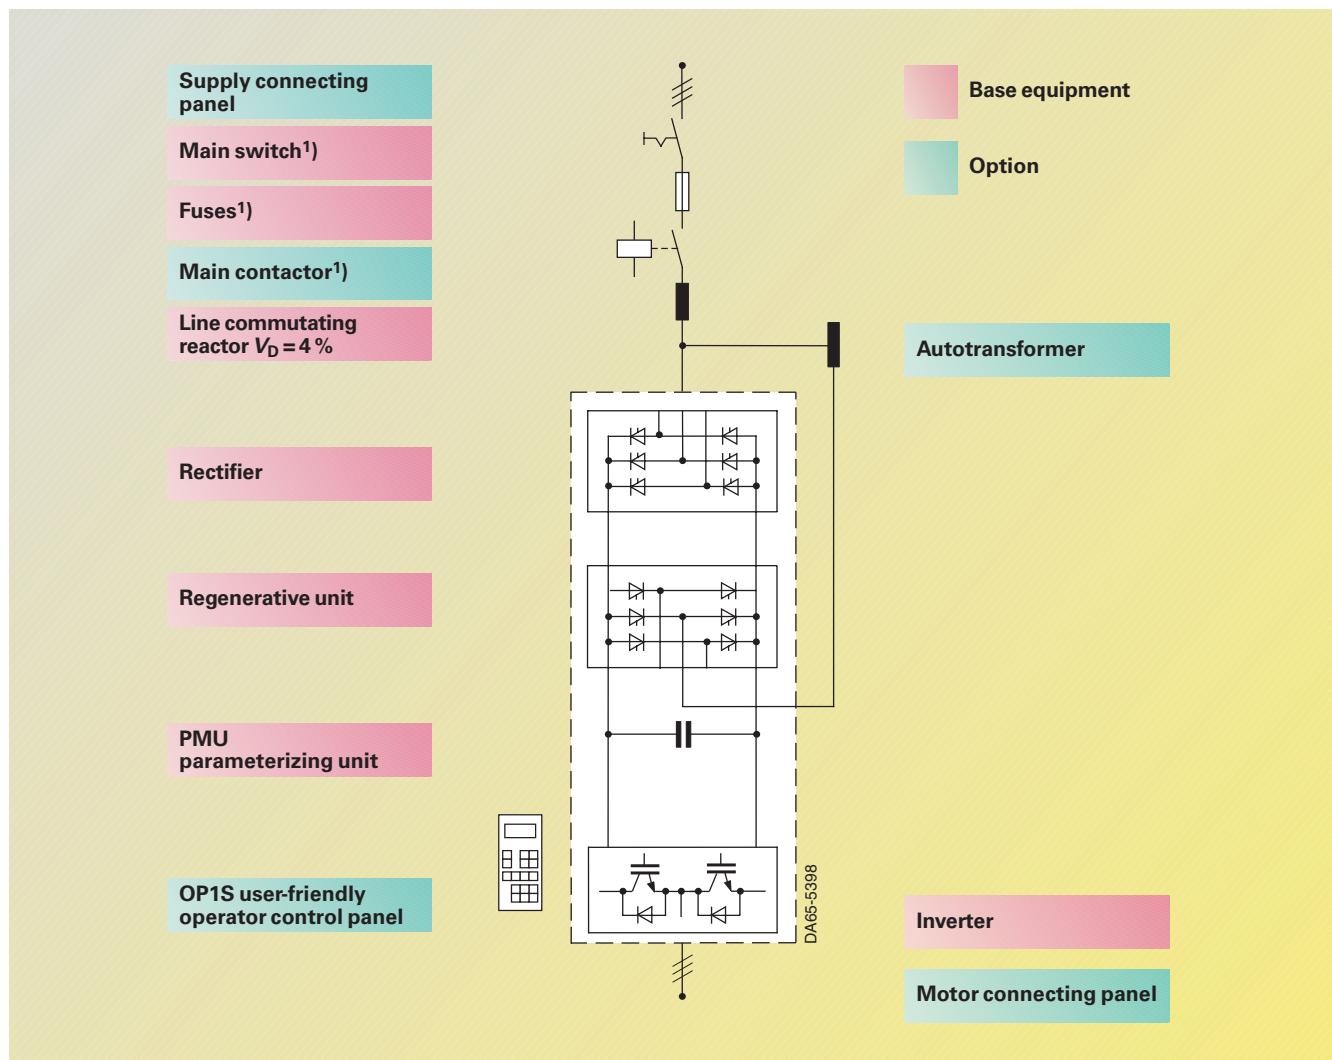 Supply connecting
panel
Main switch1)
Fuses1)
Main contactor1)
Line commutating
reactor VD = 4 %
Rectifier
Regenerative unit
PMU
parameterizing unit
OP1S user-friendly
operator control panel
Base equipment
Option
Autotransformer
DA65-5398
Inverter
Motor connecting panel